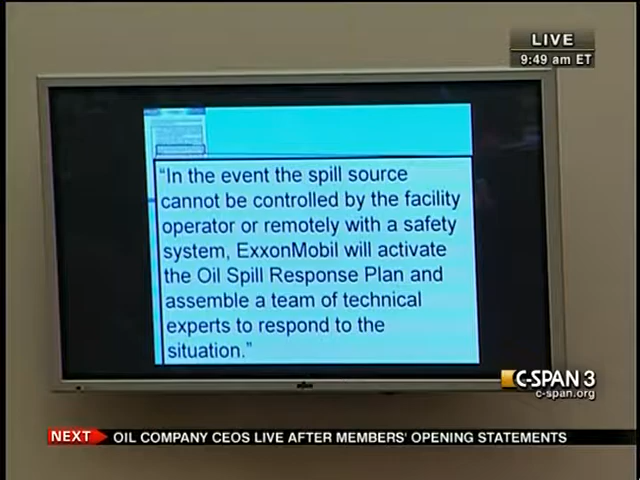 LIVE
9:49 am ET
“In the event the spill source
cannot be controlled by the facility
operator or remotely with a safety
system, ExxonMobil will activate
the Oil Spill Response Plan and
assemble a team of technical
experts to respond to the
situation.”
C-SPAN 3
c-span.org
NEXT OIL COMPANY CEOS LIVE AFTER MEMBERS' OPENING STATEMENTS